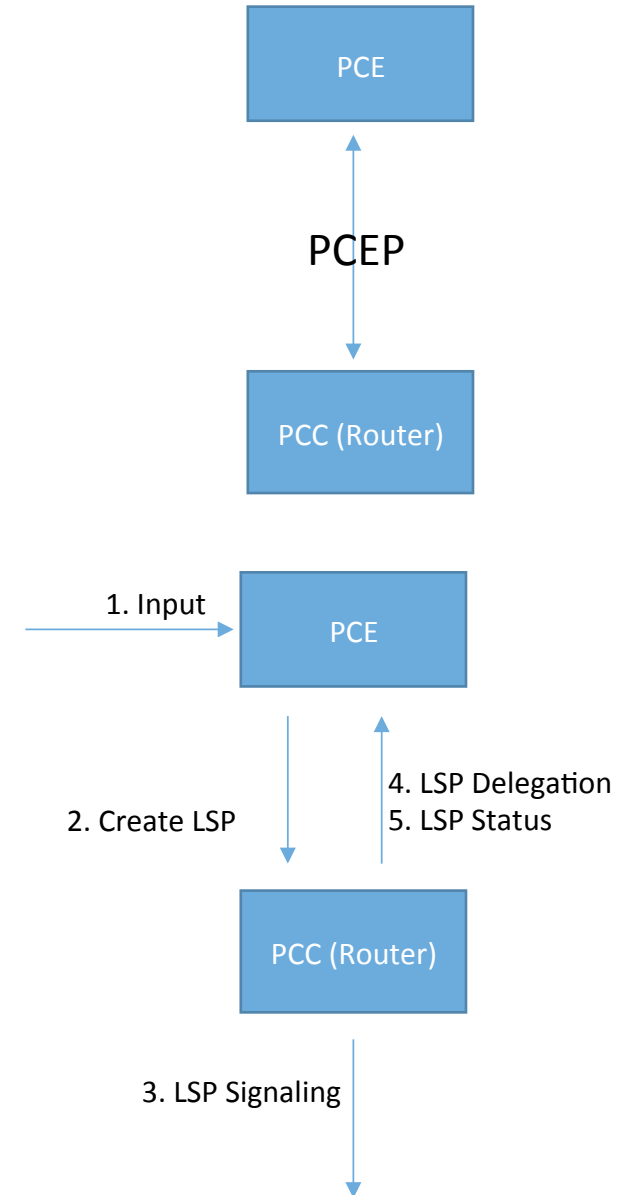 PCE
PCEP
PCC (Router)
1. Input
PCE
2. Create LSP
4. LSP Delegation
5. LSP Status
PCC (Router)
3. LSP Signaling